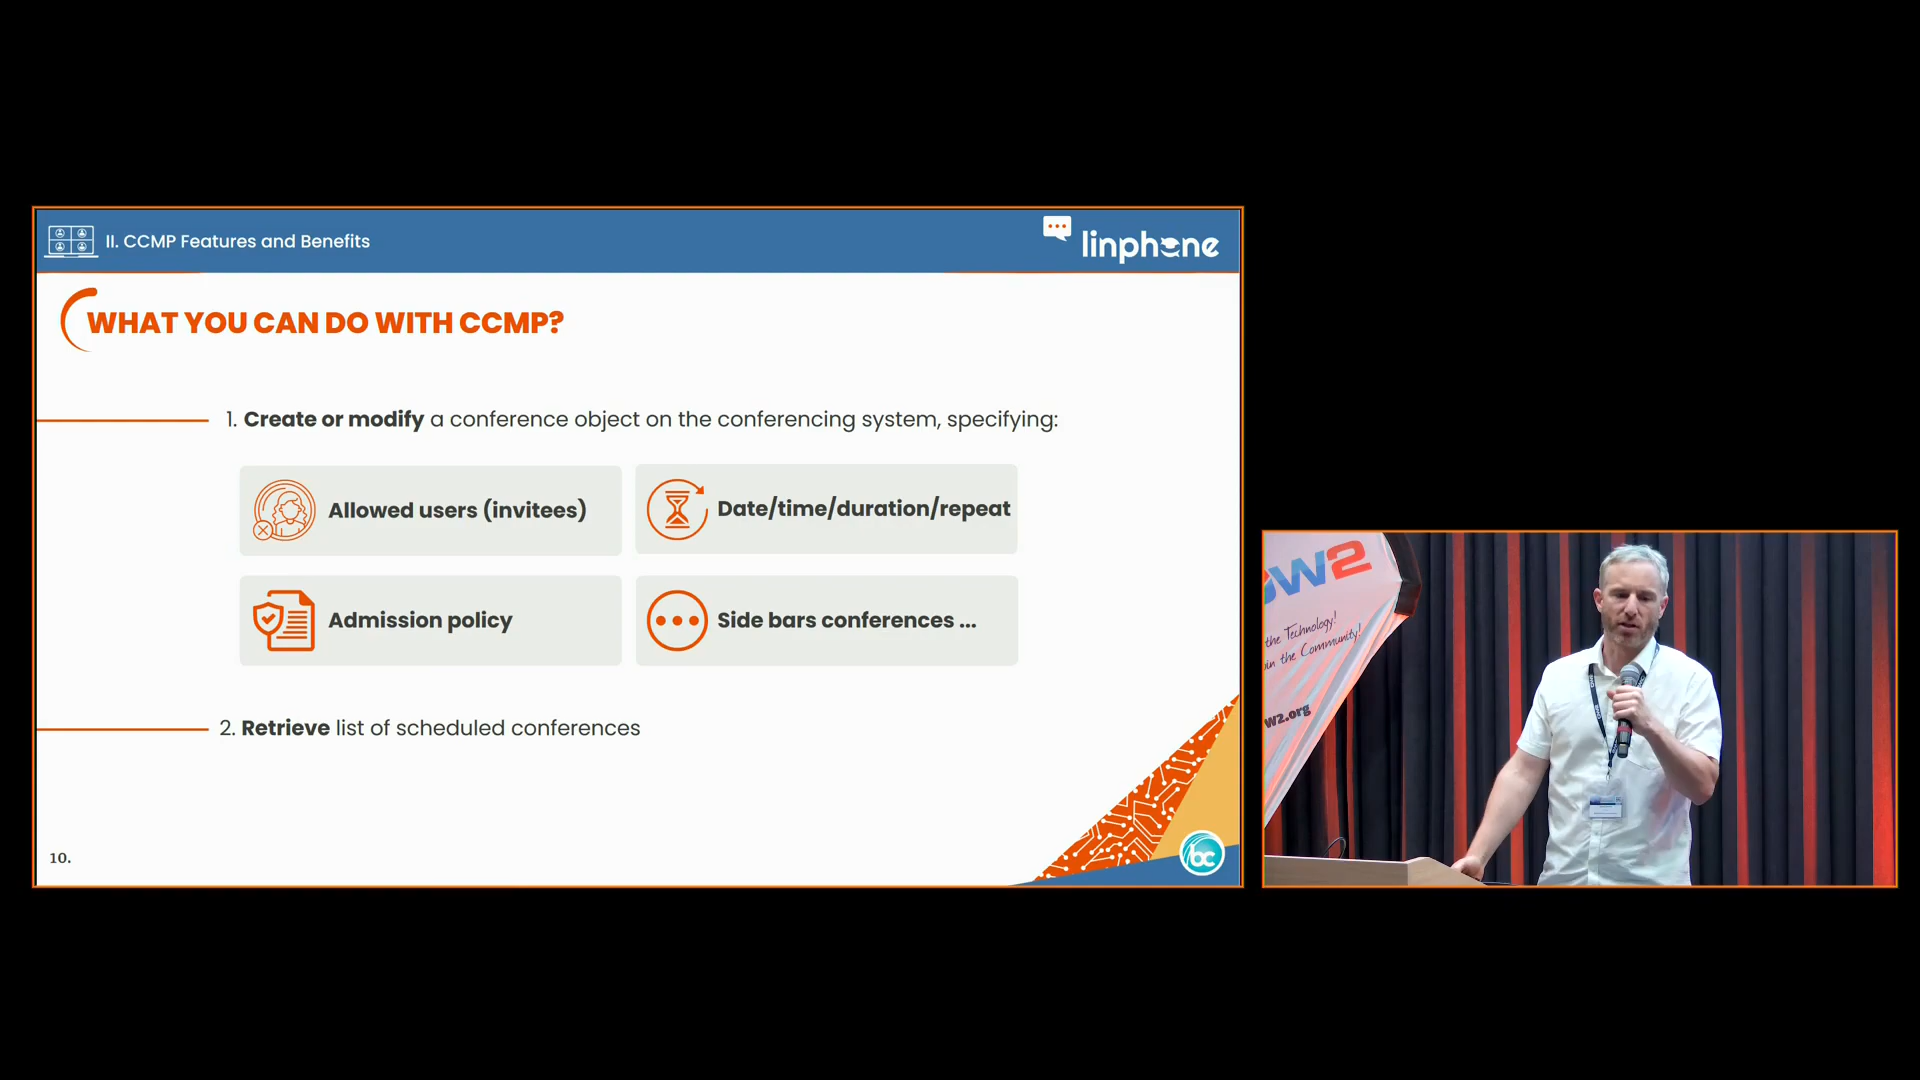 II. CCMP Features and Benefits
linphone
WHAT YOU CAN DO WITH CCMP?
1. Create or modify a conference object on the conferencing system, specifying:
Allowed users (invitees)
Date/time/duration/repeat
Admission policy
Side bars conferences ...
2. Retrieve list of scheduled conferences
10.
bc
OW2
the Technology!
oin the Community!
w2.org